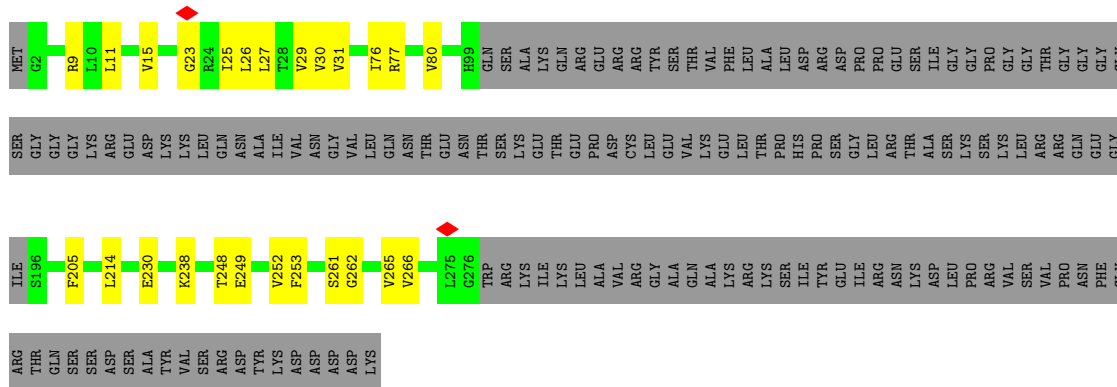 MET G2 R9 L10 L11 V15 G23 R24 I25 L26 L27 T28 V29 V30 V31 I76 R77 V80 H99 GLN SER ALA LYS GLN ARG GLU ARG ARG TYR SER THR VAL PHE LEU ALA LEU ASP ARG ASP PRO PRO GLU SER ILE GLY GLY PRO GLY GLY THR GLY GLY GLY
SER GLY GLY GLY LYS ARG GLU ASP LYS LYS LEU GLN ASN ALA ILE VAL ASN GLY VAL LEU GLN ASN THR GLU ASN THR SER LYS GLU THR GLU PRO ASP CYS LEU GLU VAL LYS GLU LEU THR PRO HIS PRO SER GLY LEU ARG THR ALA SER LYS SER LYS LEU ARG ARG GLN GLU GLY
ILE S196 F205 L214 E230 K238 T248 E249 V252 F253 S261 G262 V265 V266 L275 G276 TRP ARG LYS ILE LYS LEU ALA VAL ARG GLY ALA GLN ALA LYS ARG LYS SER ILE TYR GLU ILE ARG ASN LYS ASP LEU PRO ARG VAL SER VAL PRO ASN PHE
ARG THR GLN SER SER ASP SER ALA TYR VAL SER ARG ASP TYR LYS ASP ASP ASP ASP LYS